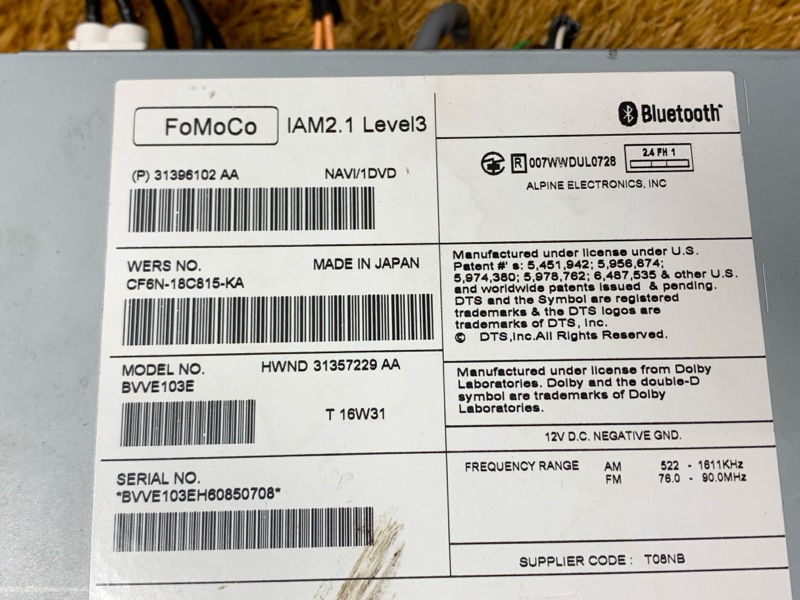 FoMoCo IAM2.1 Level3
(P) 31396102 AA NAVI/1DVD
WERS NO. MADE IN JAPAN
CF6N-18C815-KA
MODEL NO. HWND 31357229 AA
BVVE103E
T 16W31
SERIAL NO.
*BVVE103EH60850708*
Bluetooth
R 007WWDUL0728 2.4 FH 1
ALPINE ELECTRONICS, INC
Manufactured under license under U.S.
Patent #' s: 5,451,942; 5,956,674;
5,974,380; 5,978,762; 6,487,535 & other U.S.
and worldwide patents issued & pending.
DTS and the Symbol are registered
trademarks & the DTS logos are
trademarks of DTS, Inc.
© DTS,Inc.All Rights Reserved.
Manufactured under license from Dolby
Laboratories. Dolby and the double-D
symbol are trademarks of Dolby
Laboratories.
12V D.C. NEGATIVE GND.
FREQUENCY RANGE AM 522 - 1611KHz
FM 76.0 - 90.0MHz
SUPPLIER CODE : T08NB